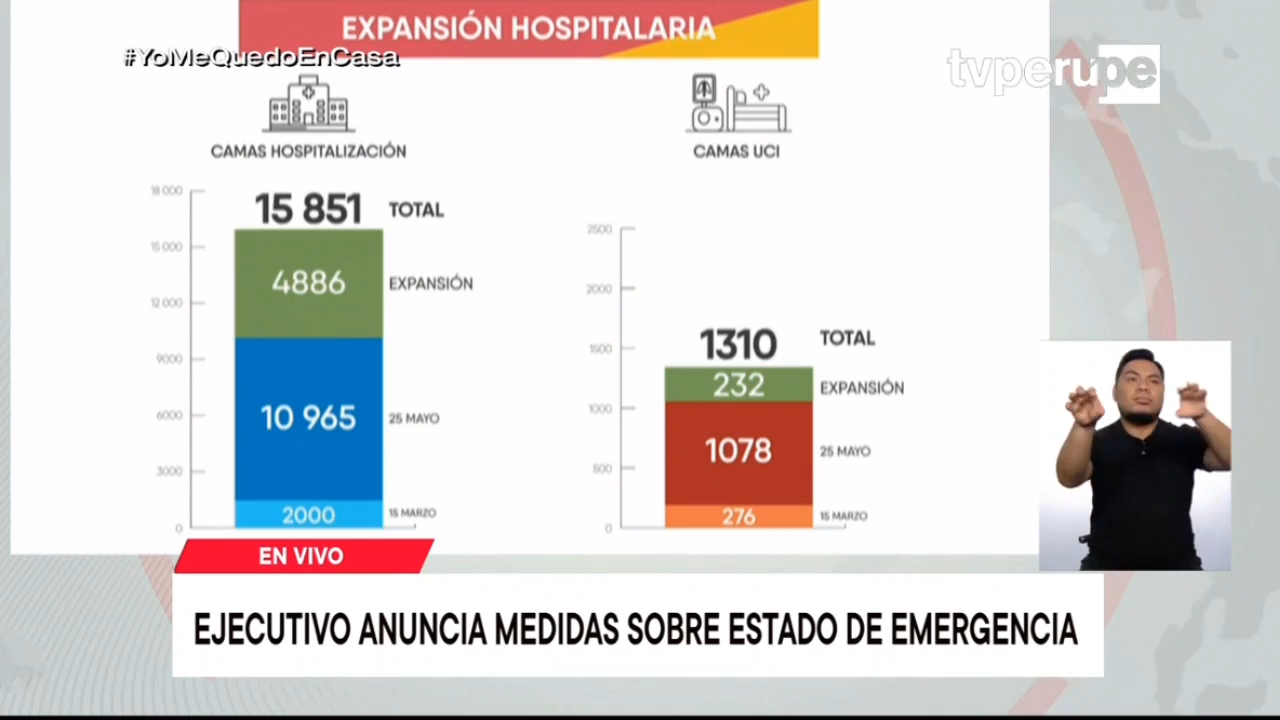 EXPANSIÓN HOSPITALARIA
#YoMeQuedoEnCasa
tvperupe
CAMAS HOSPITALIZACIÓN
18 000
15 000
12 000
9000
6000
3000
0
15 851 TOTAL
4886 EXPANSIÓN
10 965 25 MAYO
2000 15 MARZO
CAMAS UCI
2500
2000
1500
1000
500
0
1310 TOTAL
232 EXPANSIÓN
1078 25 MAYO
276 15 MARZO
EN VIVO
EJECUTIVO ANUNCIA MEDIDAS SOBRE ESTADO DE EMERGENCIA